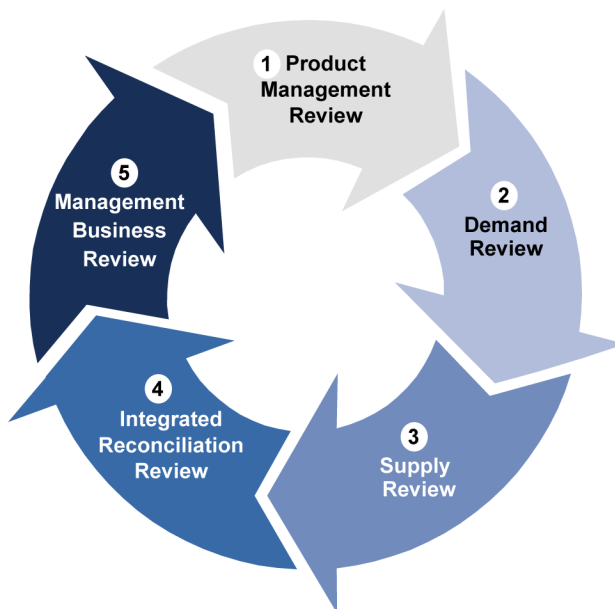 1 Product
Management
Review
2
Demand
Review
3
Supply
Review
4
Integrated
Reconciliation
Review
5
Management
Business
Review